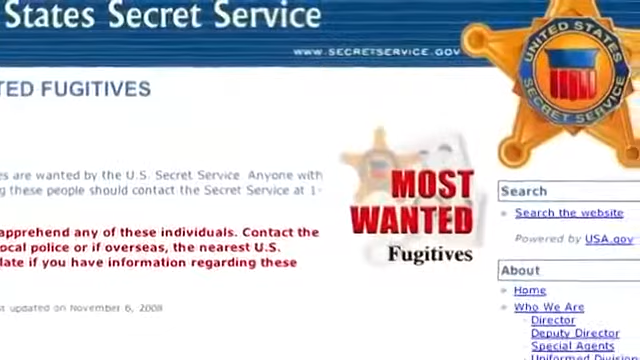 States Secret Service
WWW.SECRETSERVICE.GOV
UNITED STATES
SECRET SERVICE
TED FUGITIVES
es are wanted by the U.S. Secret Service. Anyone with
g these people should contact the Secret Service at 1-
MOST
WANTED
Fugitives
apprehend any of these individuals. Contact the
ocal police or if overseas, the nearest U.S.
late if you have information regarding these
st updated on November 6, 2008
Search
Search the website
Powered by USA.gov
About
Home
Who We Are
Director
Deputy Director
Special Agents
Uniformed Division